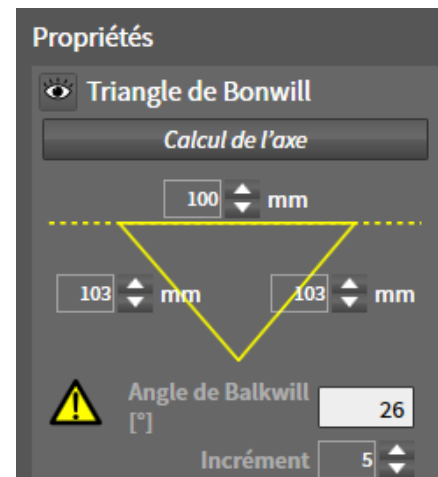 Propriétés
Triangle de Bonwill
Calcul de l’axe
100 mm
103 mm 103 mm
Angle de Balkwill 26
[°]
Incrément 5